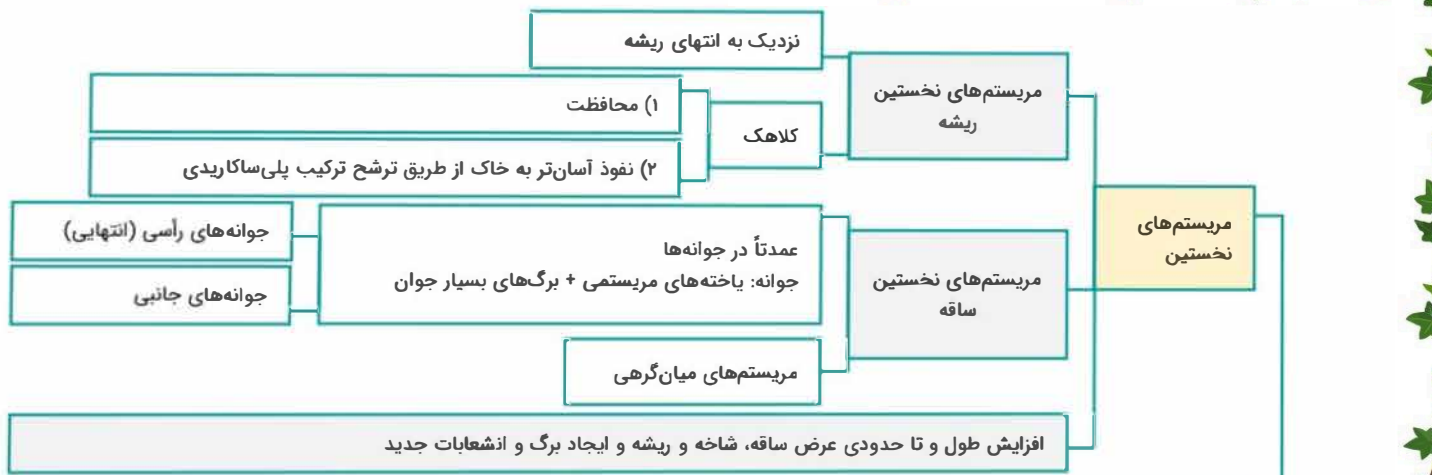 مریستم‌های
نخستین
مریستم‌های نخستین
ریشه
نزدیک به انتهای ریشه
کلاهک
۱) محافظت
۲) نفوذ آسان‌تر به خاک از طریق ترشح ترکیب پلی‌ساکاریدی
مریستم‌های نخستین
ساقه
عمدتاً در جوانه‌ها
جوانه: یاخته‌های مریستمی + برگ‌های بسیار جوان
جوانه‌های رأسی (انتهایی)
جوانه‌های جانبی
مریستم‌های میان‌گرهی
افزایش طول و تا حدودی عرض ساقه، شاخه و ریشه و ایجاد برگ و انشعابات جدید